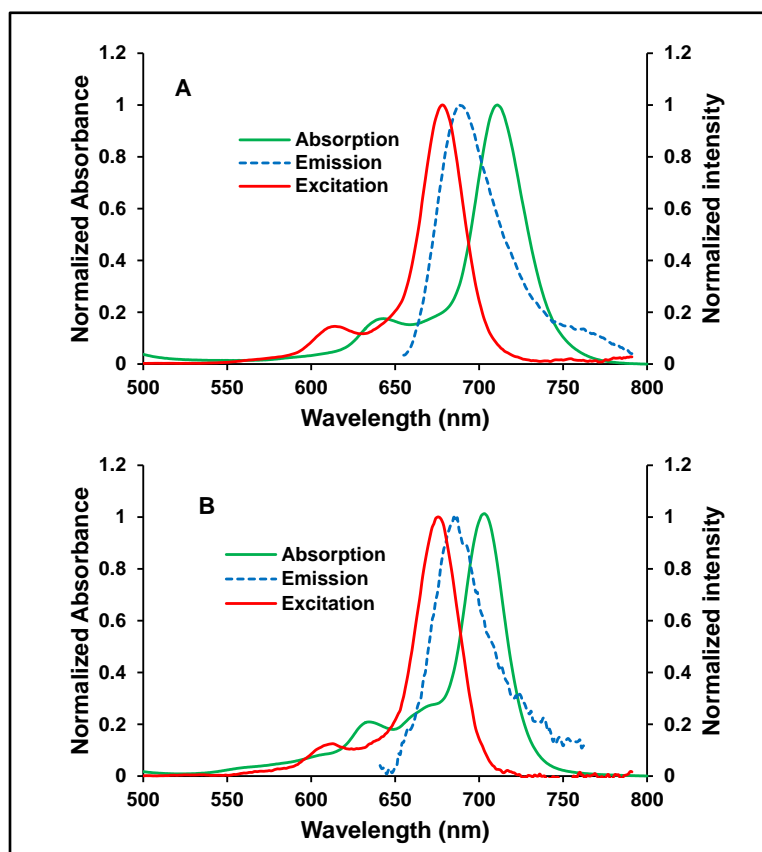 A
Normalized Absorbance
Normalized intensity
1.2
1
0.8
0.6
0.4
0.2
0
1.2
1
0.8
0.6
0.4
0.2
0
Absorption
Emission
Excitation
500 550 600 650 700 750 800
Wavelength (nm)
B
Normalized Absorbance
Normalized intensity
1.2
1
0.8
0.6
0.4
0.2
0
1.2
1
0.8
0.6
0.4
0.2
0
Absorption
Emission
Excitation
500 550 600 650 700 750 800
Wavelength (nm)